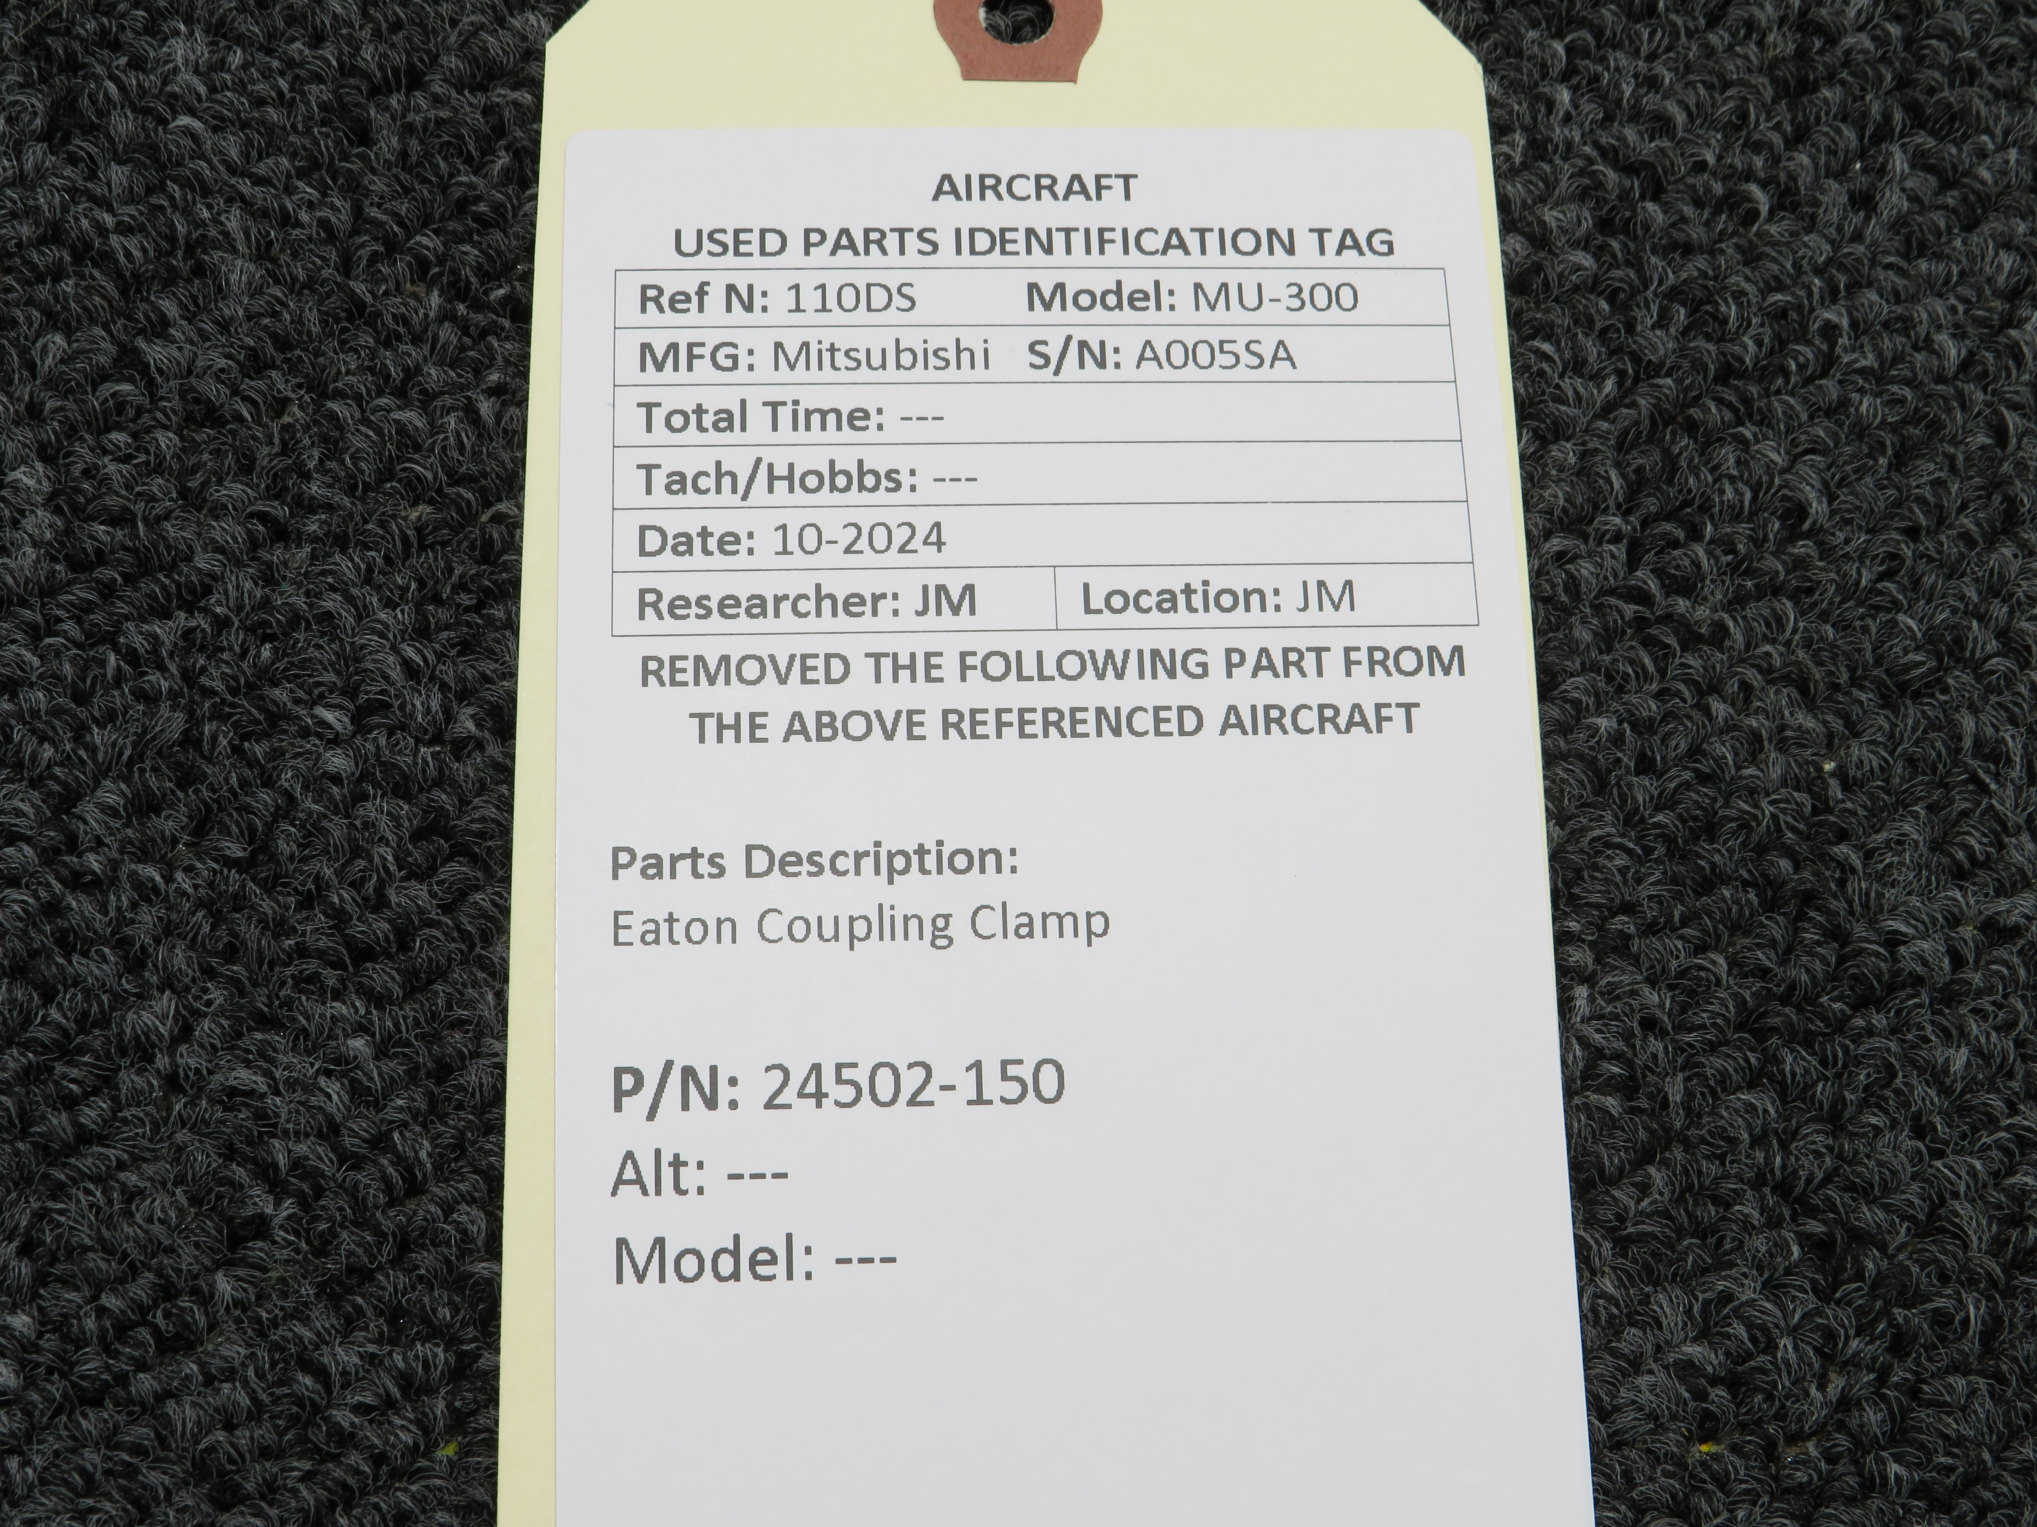 AIRCRAFT
USED PARTS IDENTIFICATION TAG
Ref N: 110DS Model: MU-300
MFG: Mitsubishi S/N: A005SA
Total Time: ---
Tach/Hobbs: ---
Date: 10-2024
Researcher: JM Location: JM
REMOVED THE FOLLOWING PART FROM
THE ABOVE REFERENCED AIRCRAFT
Parts Description:
Eaton Coupling Clamp
P/N: 24502-150
Alt: ---
Model: ---